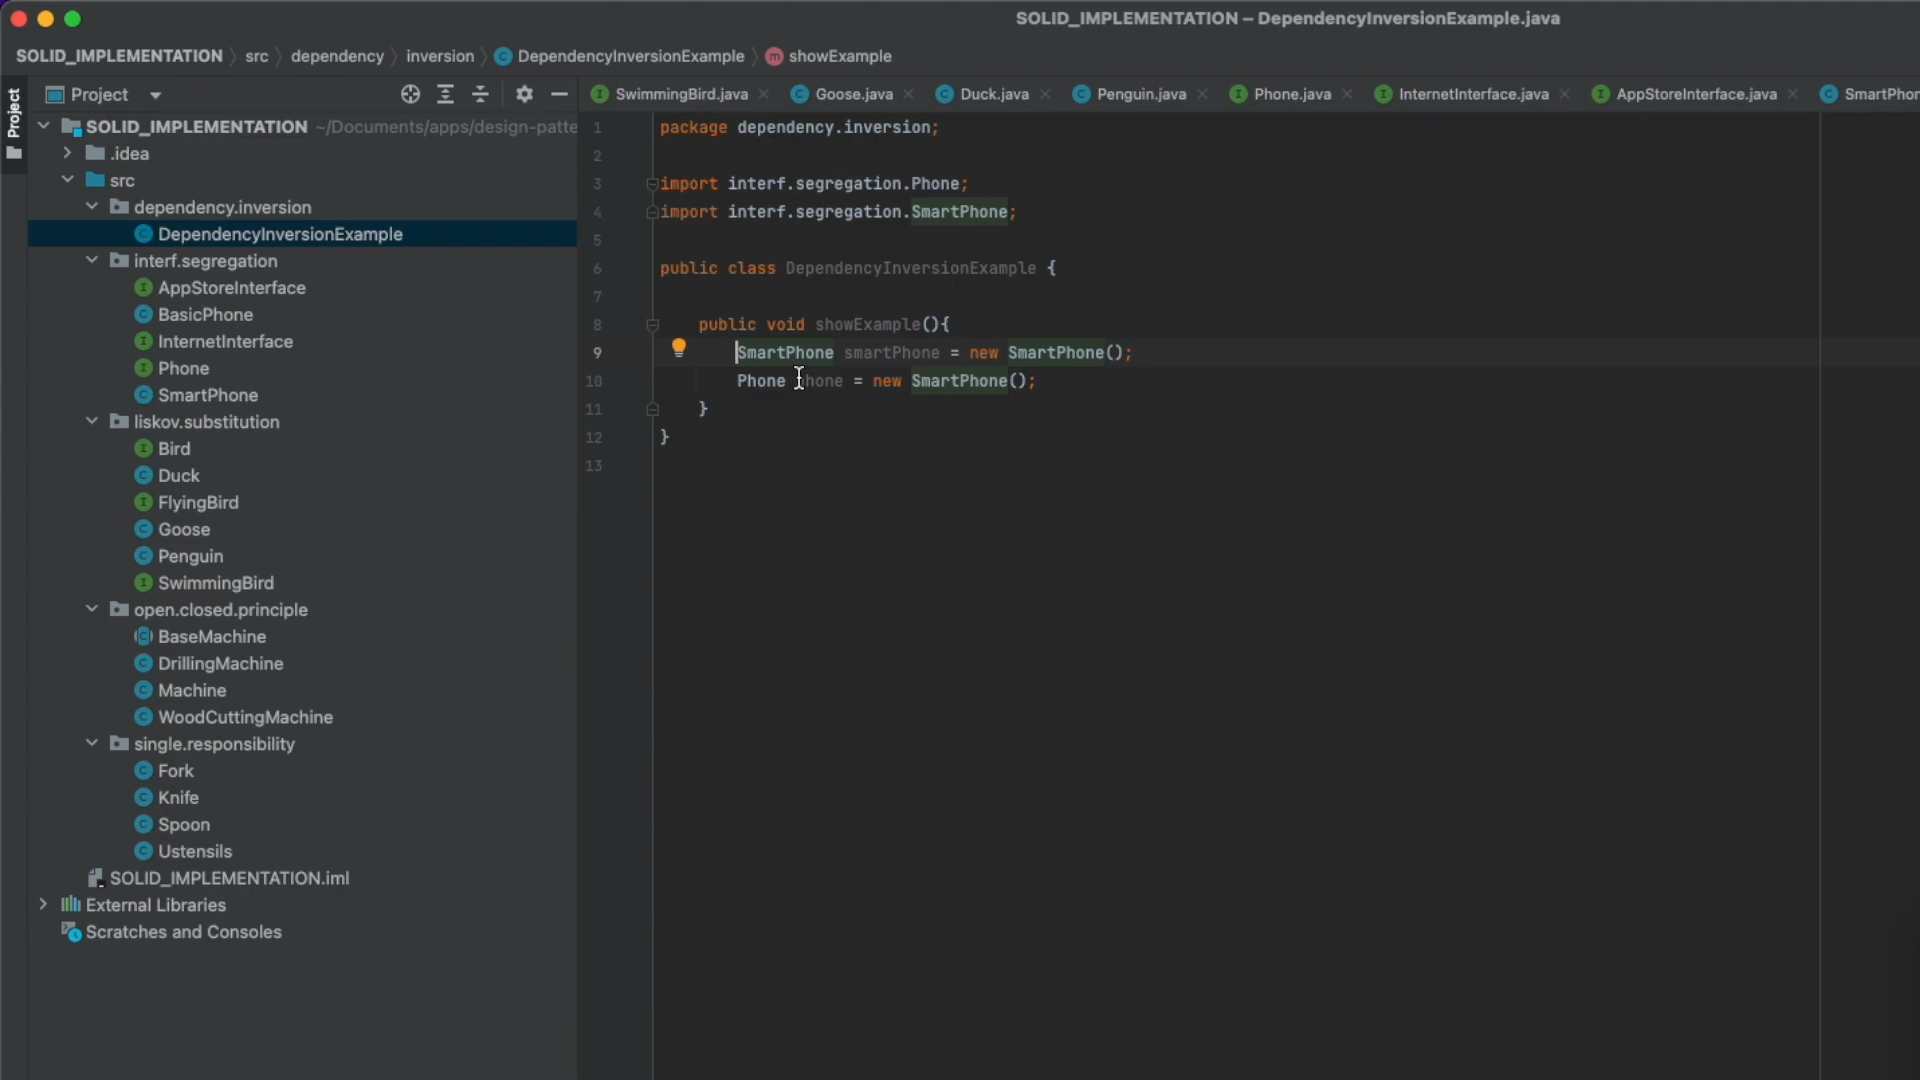 SOLID_IMPLEMENTATION – DependencyInversionExample.java
SOLID_IMPLEMENTATION src dependency inversion DependencyInversionExample showExample
Project
Project
SwimmingBird.java Goose.java Duck.java Penguin.java Phone.java InternetInterface.java AppStoreInterface.java SmartPhon
SOLID_IMPLEMENTATION ~/Documents/apps/design-patte
.idea
src
dependency.inversion
DependencyInversionExample
interf.segregation
AppStoreInterface
BasicPhone
InternetInterface
Phone
SmartPhone
liskov.substitution
Bird
Duck
FlyingBird
Goose
Penguin
SwimmingBird
open.closed.principle
BaseMachine
DrillingMachine
Machine
WoodCuttingMachine
single.responsibility
Fork
Knife
Spoon
Ustensils
SOLID_IMPLEMENTATION.iml
External Libraries
Scratches and Consoles
1 package dependency.inversion;
2
3 import interf.segregation.Phone;
4 import interf.segregation.SmartPhone;
5
6 public class DependencyInversionExample {
7
8 public void showExample(){
9 SmartPhone smartPhone = new SmartPhone();
10 Phone phone = new SmartPhone();
11 }
12 }
13